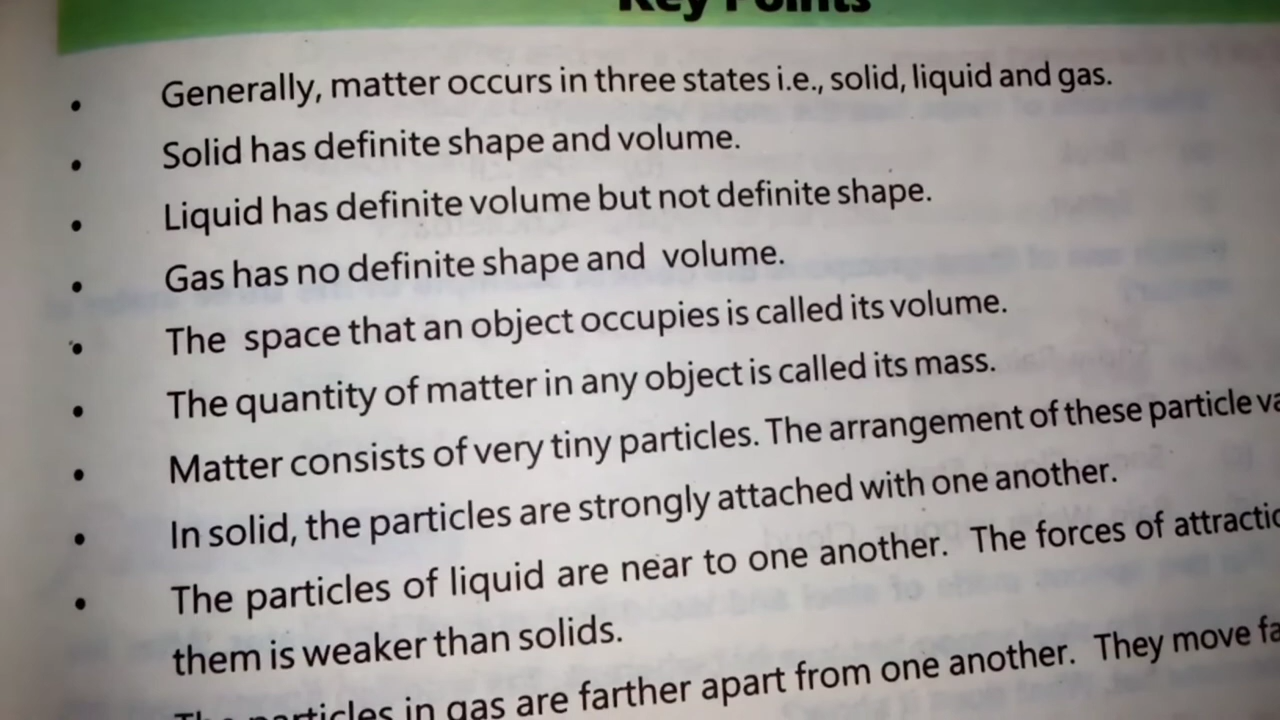 Key Points
• Generally, matter occurs in three states i.e., solid, liquid and gas.
• Solid has definite shape and volume.
• Liquid has definite volume but not definite shape.
• Gas has no definite shape and volume.
• The space that an object occupies is called its volume.
• The quantity of matter in any object is called its mass.
• Matter consists of very tiny particles. The arrangement of these particle
• In solid, the particles are strongly attached with one another.
• The particles of liquid are near to one another. The forces of
them is weaker than solids.
The particles in gas are farther apart from one another. They move